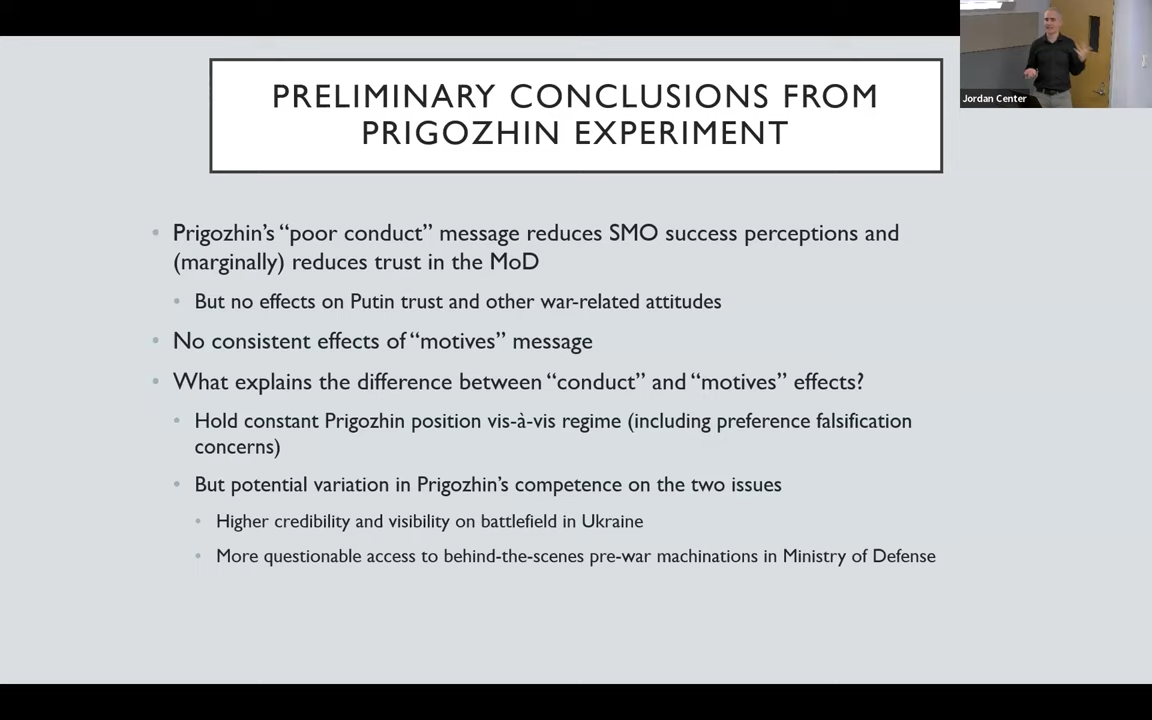 PRELIMINARY CONCLUSIONS FROM
PRIGOZHIN EXPERIMENT
Jordan Center
• Prigozhin's “poor conduct” message reduces SMO success perceptions and
(marginally) reduces trust in the MoD
• But no effects on Putin trust and other war-related attitudes
• No consistent effects of “motives” message
• What explains the difference between “conduct” and “motives” effects?
• Hold constant Prigozhin position vis-à-vis regime (including preference falsification
concerns)
• But potential variation in Prigozhin's competence on the two issues
• Higher credibility and visibility on battlefield in Ukraine
• More questionable access to behind-the-scenes pre-war machinations in Ministry of Defense